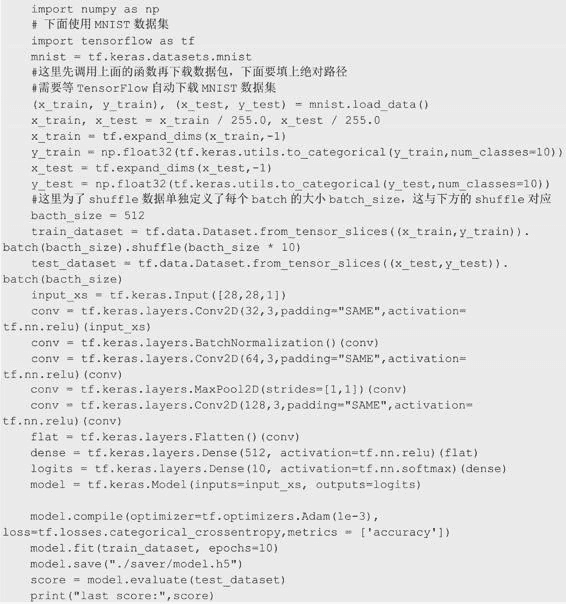 import numpy as np
# 下面使用 MNIST 数据集
import tensorflow as tf
mnist = tf.keras.datasets.mnist
#这里先调用上面的函数再下载数据包，下面要填上绝对路径
#需要等 TensorFlow 自动下载 MNIST 数据集
(x_train, y_train), (x_test, y_test) = mnist.load_data()
x_train, x_test = x_train / 255.0, x_test / 255.0
x_train = tf.expand_dims(x_train,-1)
y_train = np.float32(tf.keras.utils.to_categorical(y_train,num_classes=10))
x_test = tf.expand_dims(x_test,-1)
y_test = np.float32(tf.keras.utils.to_categorical(y_test,num_classes=10))
#这里为了 shuffle 数据单独定义了每个 batch 的大小 batch_size，这与下方的 shuffle 对应
bacth_size = 512
train_dataset = tf.data.Dataset.from_tensor_slices((x_train,y_train)).
batch(bacth_size).shuffle(bacth_size * 10)
test_dataset = tf.data.Dataset.from_tensor_slices((x_test,y_test)).
batch(bacth_size)
input_xs = tf.keras.Input([28,28,1])
conv = tf.keras.layers.Conv2D(32,3,padding="SAME",activation=
tf.nn.relu)(input_xs)
conv = tf.keras.layers.BatchNormalization()(conv)
conv = tf.keras.layers.Conv2D(64,3,padding="SAME",activation=
tf.nn.relu)(conv)
conv = tf.keras.layers.MaxPool2D(strides=[1,1])(conv)
conv = tf.keras.layers.Conv2D(128,3,padding="SAME",activation=
tf.nn.relu)(conv)
flat = tf.keras.layers.Flatten()(conv)
dense = tf.keras.layers.Dense(512, activation=tf.nn.relu)(flat)
logits = tf.keras.layers.Dense(10, activation=tf.nn.softmax)(dense)
model = tf.keras.Model(inputs=input_xs, outputs=logits)
model.compile(optimizer=tf.optimizers.Adam(1e-3),
loss=tf.losses.categorical_crossentropy,metrics = ['accuracy'])
model.fit(train_dataset, epochs=10)
model.save("./saver/model.h5")
score = model.evaluate(test_dataset)
print("last score:",score)